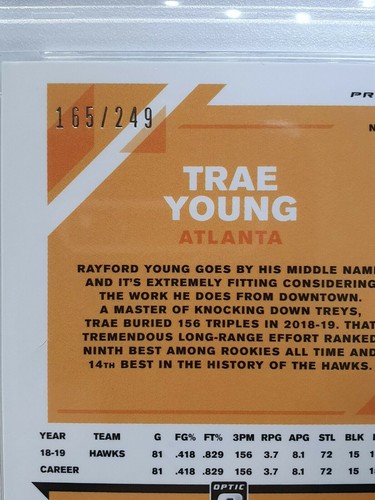 PR
165/249
N
TRAE
YOUNG
ATLANTA
RAYFORD YOUNG GOES BY HIS MIDDLE NAM
AND IT'S EXTREMELY FITTING CONSIDERING
THE WORK HE DOES FROM DOWNTOWN.
A MASTER OF KNOCKING DOWN TREYS,
TRAE BURIED 156 TRIPLES IN 2018-19. THAT
TREMENDOUS LONG-RANGE EFFORT RANKED
NINTH BEST AMONG ROOKIES ALL TIME AND
14TH BEST IN THE HISTORY OF THE HAWKS.
YEAR TEAM G FG% FT% 3PM RPG APG STL BLK
18-19 HAWKS 81 .418 .829 156 3.7 8.1 72 15
CAREER 81 .418 .829 156 3.7 8.1 72 15
OPTIC